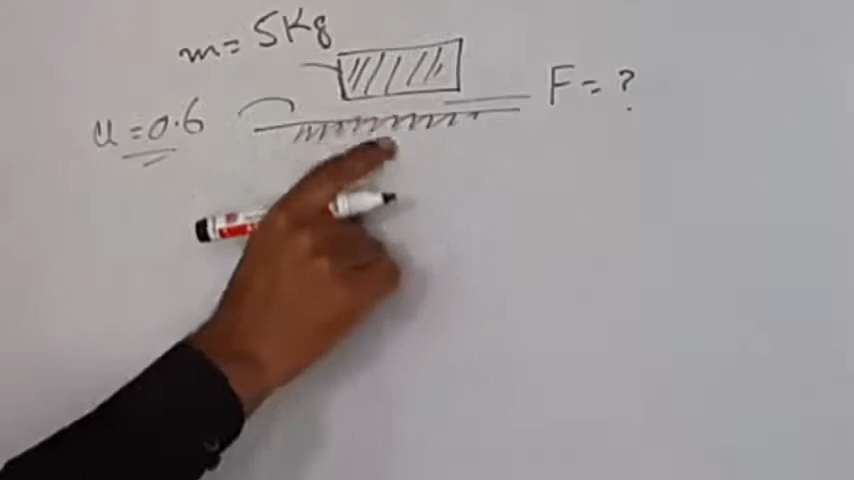 m = 5Kg
F = ?
u = 0.6